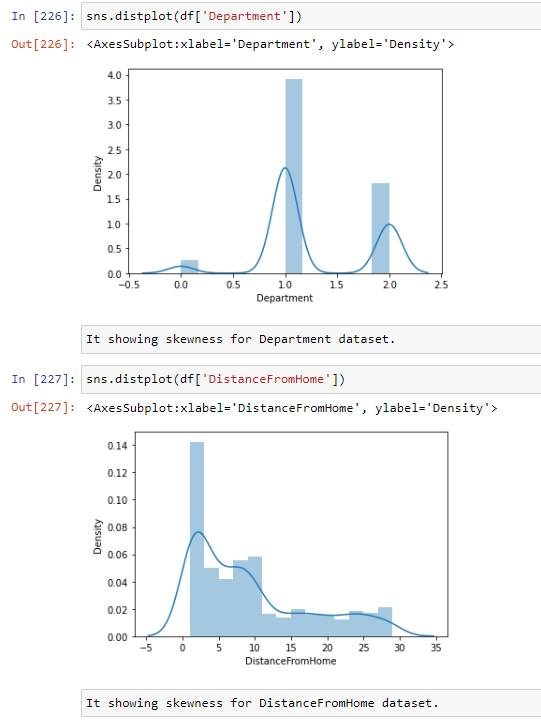 In [226]: sns.distplot(df['Department'])
Out[226]: <AxesSubplot:xlabel='Department', ylabel='Density'>
4.0
3.5
3.0
2.5
2.0
1.5
1.0
0.5
0.0
Density
-0.5 0.0 0.5 1.0 1.5 2.0 2.5
Department
It showing skewness for Department dataset.
In [227]: sns.distplot(df['DistanceFromHome'])
Out[227]: <AxesSubplot:xlabel='DistanceFromHome', ylabel='Density'>
0.14
0.12
0.10
0.08
0.06
0.04
0.02
0.00
Density
-5 0 5 10 15 20 25 30 35
DistanceFromHome
It showing skewness for DistanceFromHome dataset.